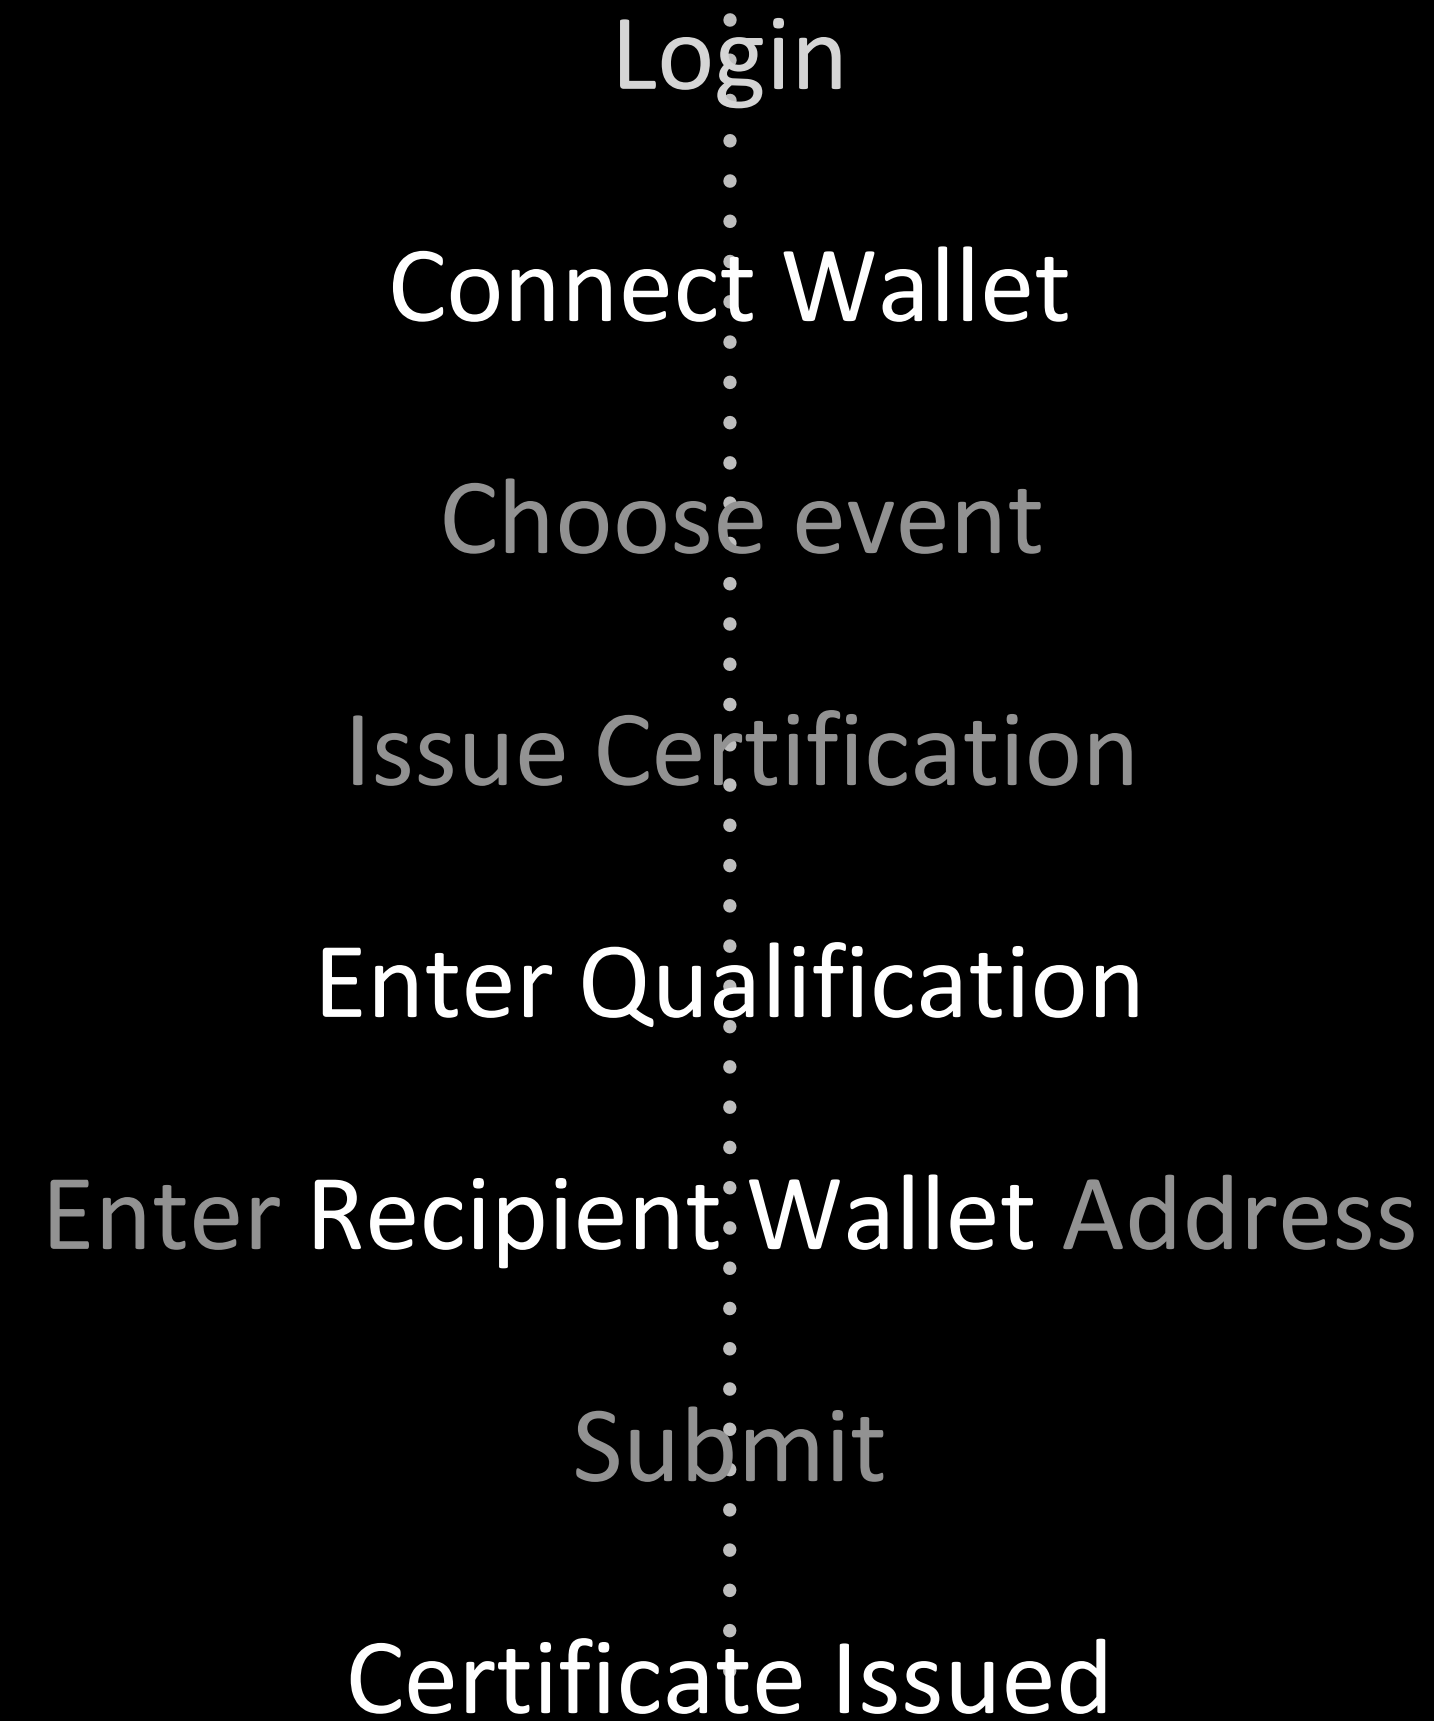 Login
Connect Wallet
Choose event
Issue Certification
Enter Qualification
Enter Recipient Wallet Address
Submit
Certificate Issued